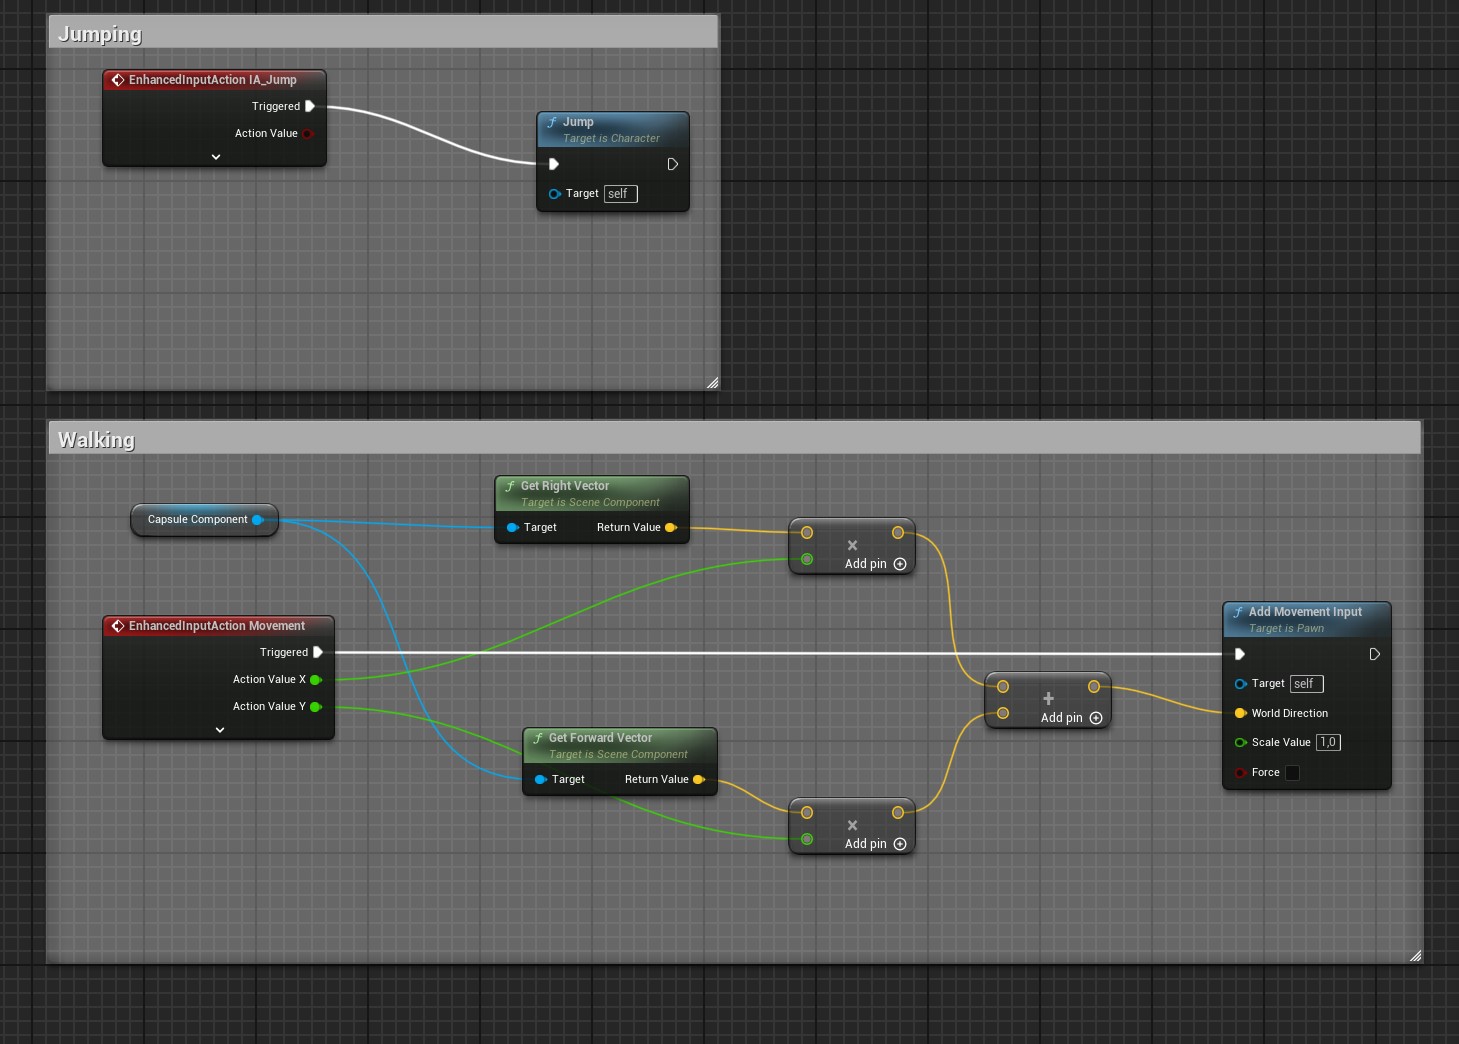 Jumping
EnhancedInputAction IA_Jump
Triggered
Action Value
Jump
Target is Character
Target self
Walking
Capsule Component
Get Right Vector
Target is Scene Component
Target Return Value
Add pin
EnhancedInputAction Movement
Triggered
Action Value X
Action Value Y
Get Forward Vector
Target is Scene Component
Target Return Value
Add pin
Add pin
Add Movement Input
Target is Pawn
Target self
World Direction
Scale Value 1,0
Force